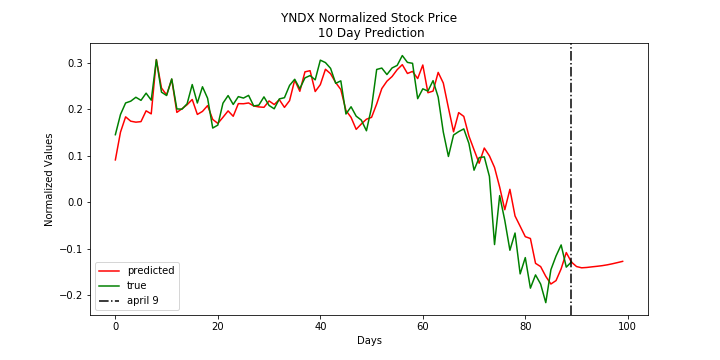 YNDX Normalized Stock Price
10 Day Prediction
0.3
0.2
0.1
0.0
−0.1
−0.2
Normalized Values
predicted
true
april 9
0 20 40 60 80 100
Days